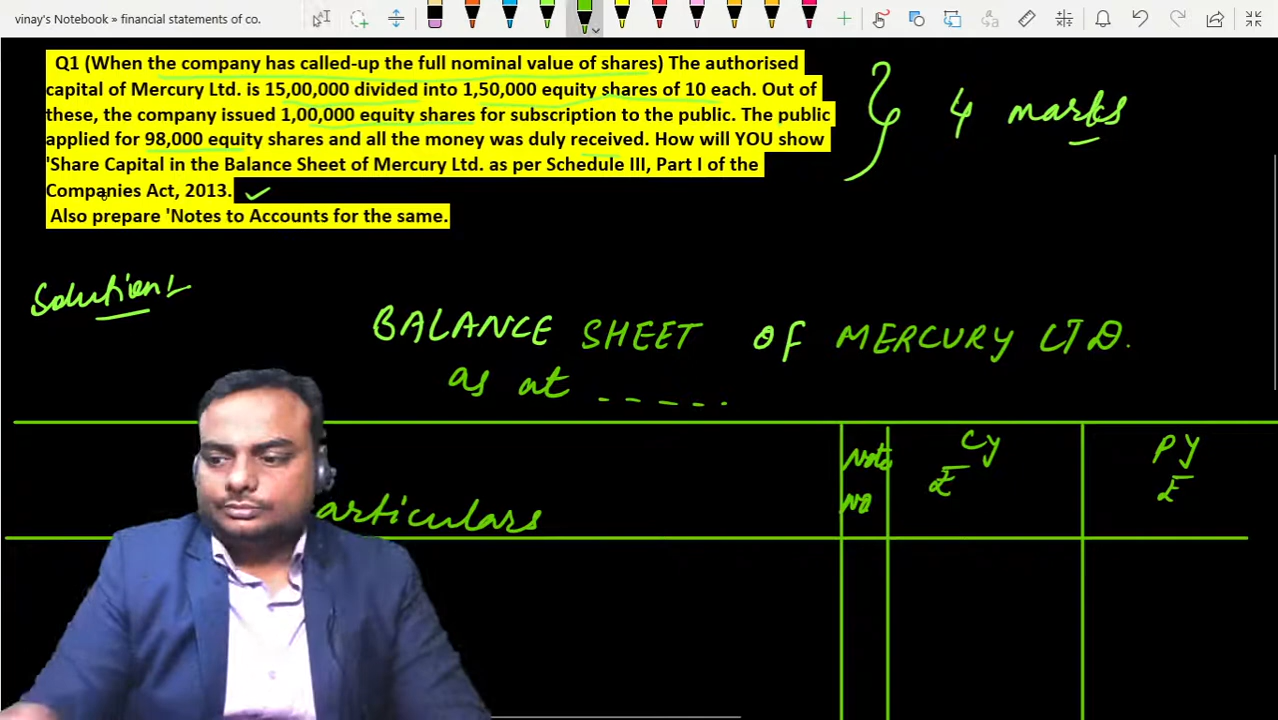 vinay's Notebook » financial statements of co.
Q1 (When the company has called-up the full nominal value of shares) The authorised
capital of Mercury Ltd. is 15,00,000 divided into 1,50,000 equity shares of 10 each. Out of
these, the company issued 1,00,000 equity shares for subscription to the public. The public
applied for 98,000 equity shares and all the money was duly received. How will YOU show
'Share Capital in the Balance Sheet of Mercury Ltd. as per Schedule III, Part I of the
Companies Act, 2013.
Also prepare 'Notes to Accounts for the same.
4 marks
Solution:
BALANCE SHEET OF MERCURY LTD.
as at _ _ _ _ _
articulars
Note No
CY ₹
PY ₹